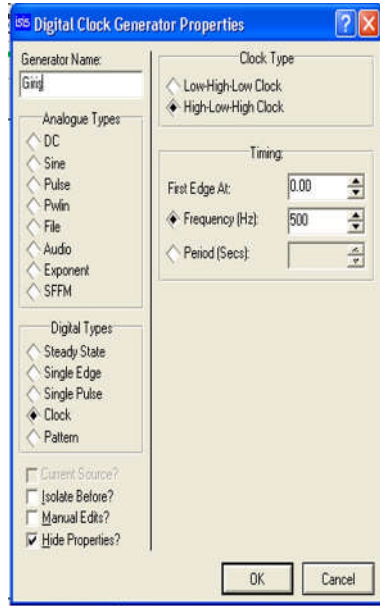 isis Digital Clock Generator Properties
Generator Name:
Giriş
Analogue Types
DC
Sine
Pulse
Pwlin
File
Audio
Exponent
SFFM
Digital Types
Steady State
Single Edge
Single Pulse
Clock
Pattern
Current Source?
Isolate Before?
Manual Edits?
Hide Properties?
Clock Type
Low-High-Low Clock
High-Low-High Clock
Timing:
First Edge At: 0.00
Frequency (Hz): 500
Period (Secs):
OK Cancel